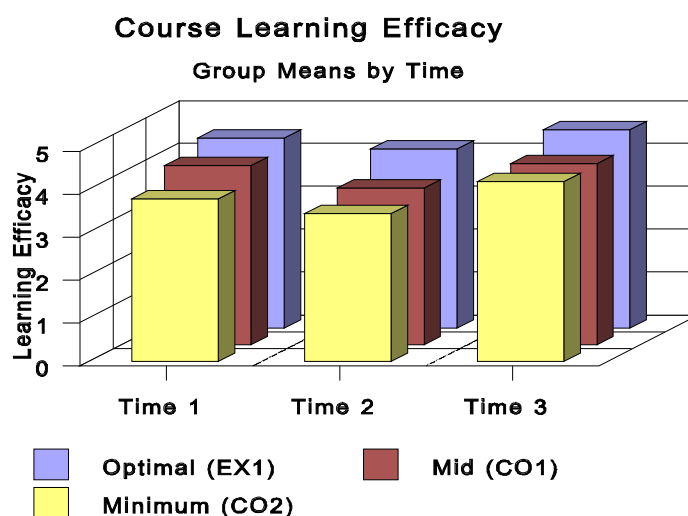 Course Learning Efficacy
Group Means by Time
Learning Efficacy
5
4
3
2
1
0
Time 1 Time 2 Time 3
Optimal (EX1) Mid (CO1)
Minimum (CO2)